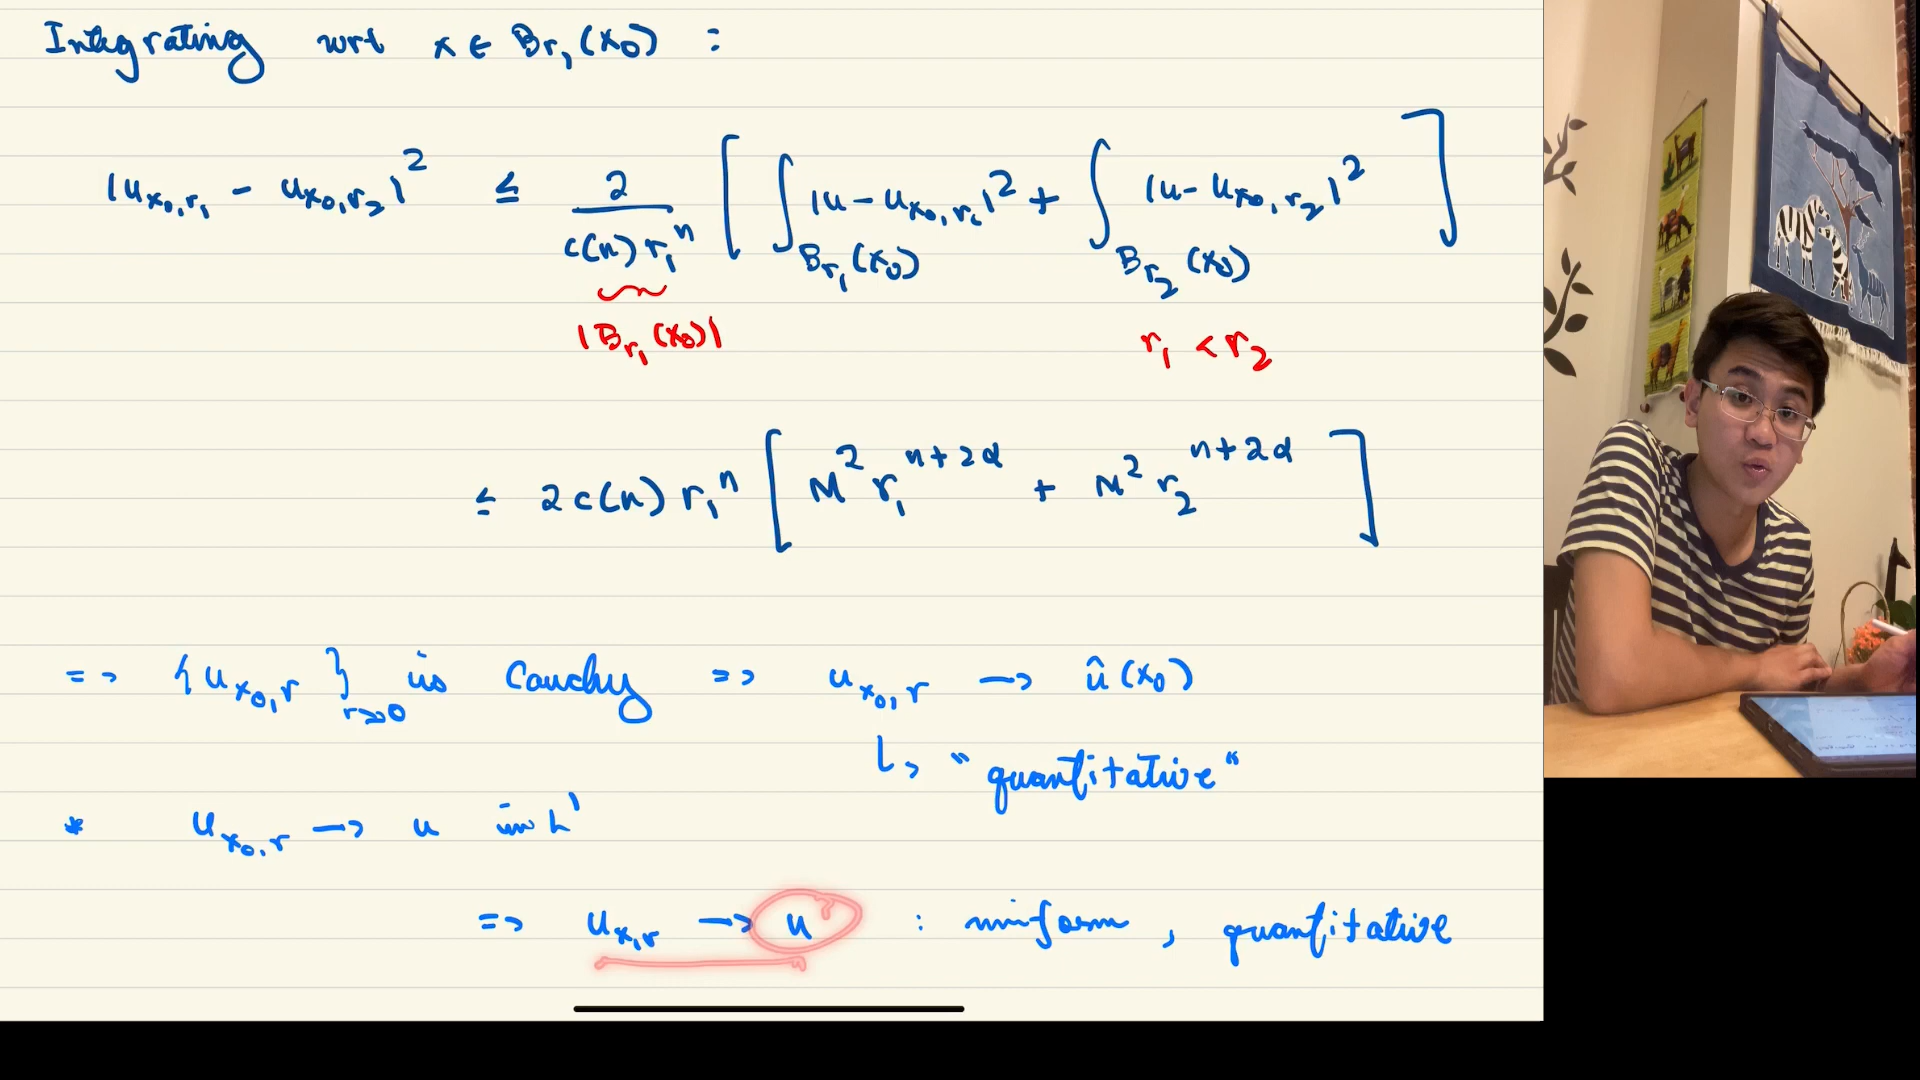 Integrating wrt x ∈ B_{r_1}(x_0) :
|u_{x_0,r_1} - u_{x_0,r_2}|^2 ≤ \frac{2}{c(n) r_1^n} [ ∫_{B_{r_1}(x_0)} |u - u_{x_0,r_1}|^2 + ∫_{B_{r_2}(x_0)} |u - u_{x_0,r_2}|^2 ]
|B_{r_1}(x_0)| r_1 < r_2
≤ 2 c(n) r_1^n [ M^2 r_1^{n+2α} + M^2 r_2^{n+2α} ]
=> {u_{x_0,r}}_{r>0} is Cauchy => u_{x_0,r} → û(x_0)
↳ "quantitative"
* u_{x_0,r} → u in L^1
=> u_{x,r} → u : uniform, quantitative